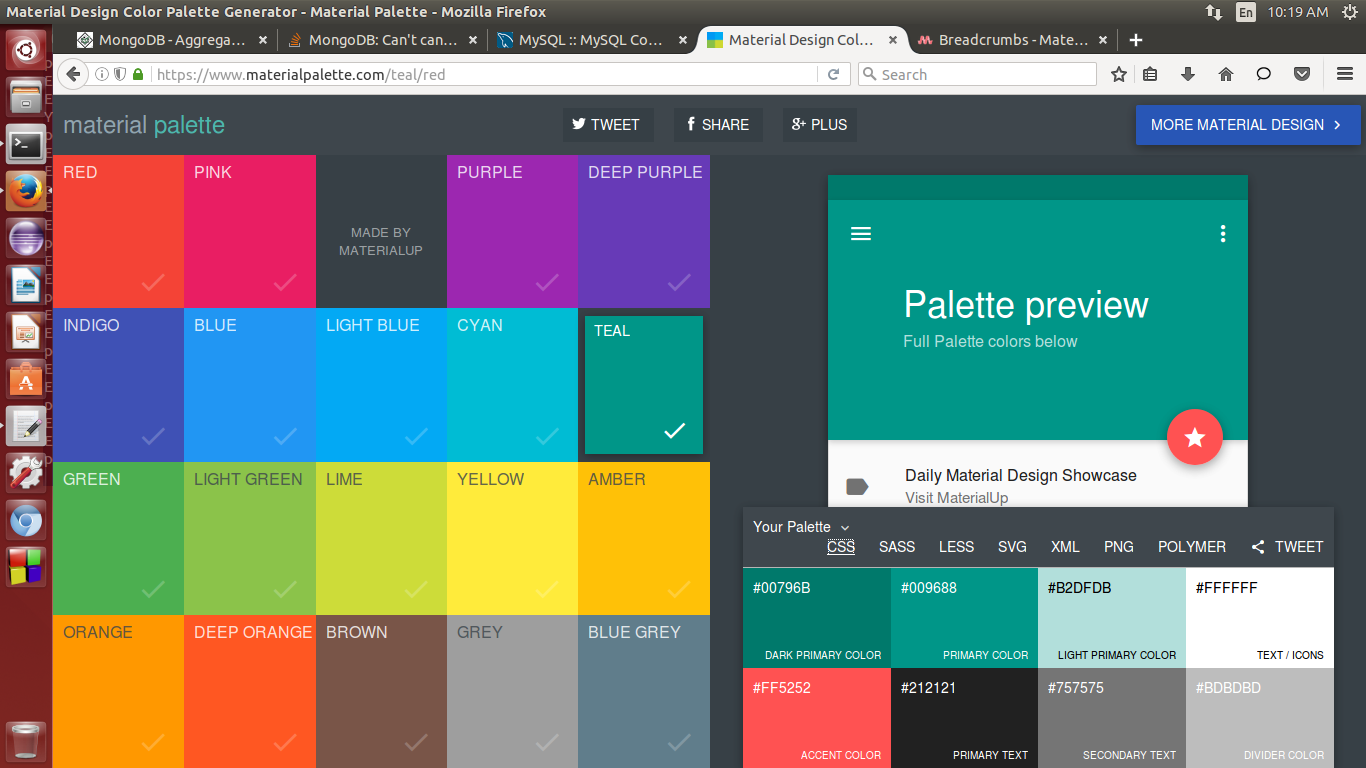 Material Design Color Palette Generator - Material Palette - Mozilla Firefox
En
10:19 AM
MongoDB - Aggrega...
MongoDB: Can't can...
MySQL :: MySQL Co...
Material Design Col...
Breadcrumbs - Mate...
https://www.materialpalette.com/teal/red
Search
material palette
TWEET
SHARE
PLUS
MORE MATERIAL DESIGN
RED
PINK
MADE BY
MATERIALUP
PURPLE
DEEP PURPLE
INDIGO
BLUE
LIGHT BLUE
CYAN
TEAL
GREEN
LIGHT GREEN
LIME
YELLOW
AMBER
ORANGE
DEEP ORANGE
BROWN
GREY
BLUE GREY
Palette preview
Full Palette colors below
Daily Material Design Showcase
Visit MaterialUp
Your Palette
CSS
SASS
LESS
SVG
XML
PNG
POLYMER
TWEET
#00796B
DARK PRIMARY COLOR
#009688
PRIMARY COLOR
#B2DFDB
LIGHT PRIMARY COLOR
#FFFFFF
TEXT / ICONS
#FF5252
ACCENT COLOR
#212121
PRIMARY TEXT
#757575
SECONDARY TEXT
#BDBDBD
DIVIDER COLOR